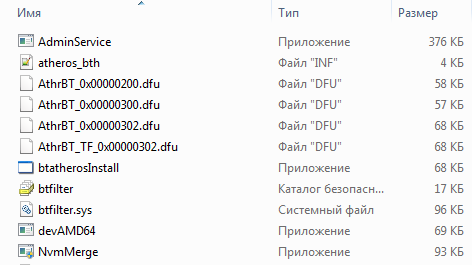 Имя Тип Размер
AdminService Приложение 376 КБ
atheros_bth Файл "INF" 4 КБ
AthrBT_0x00000200.dfu Файл "DFU" 58 КБ
AthrBT_0x00000300.dfu Файл "DFU" 57 КБ
AthrBT_0x00000302.dfu Файл "DFU" 68 КБ
AthrBT_TF_0x00000302.dfu Файл "DFU" 68 КБ
btatherosInstall Приложение 68 КБ
btfilter Каталог безопасн... 17 КБ
btfilter.sys Системный файл 96 КБ
devAMD64 Приложение 69 КБ
NvmMerge Приложение 93 КБ